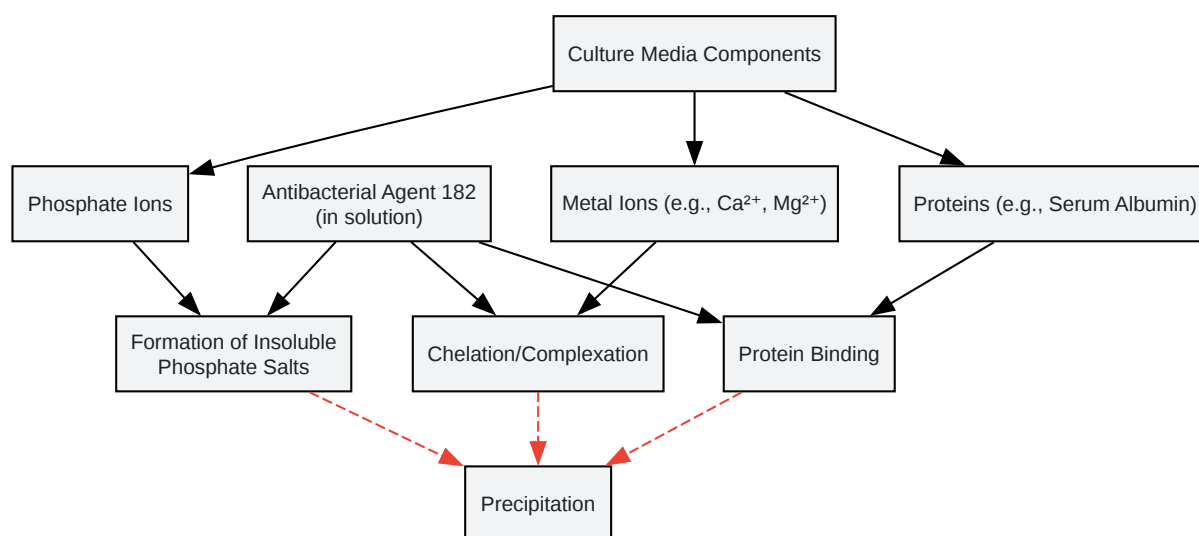 Culture Media Components
Phosphate Ions
Antibacterial Agent 182
(in solution)
Metal Ions (e.g., Ca²⁺, Mg²⁺)
Proteins (e.g., Serum Albumin)
Formation of Insoluble
Phosphate Salts
Chelation/Complexation
Protein Binding
Precipitation